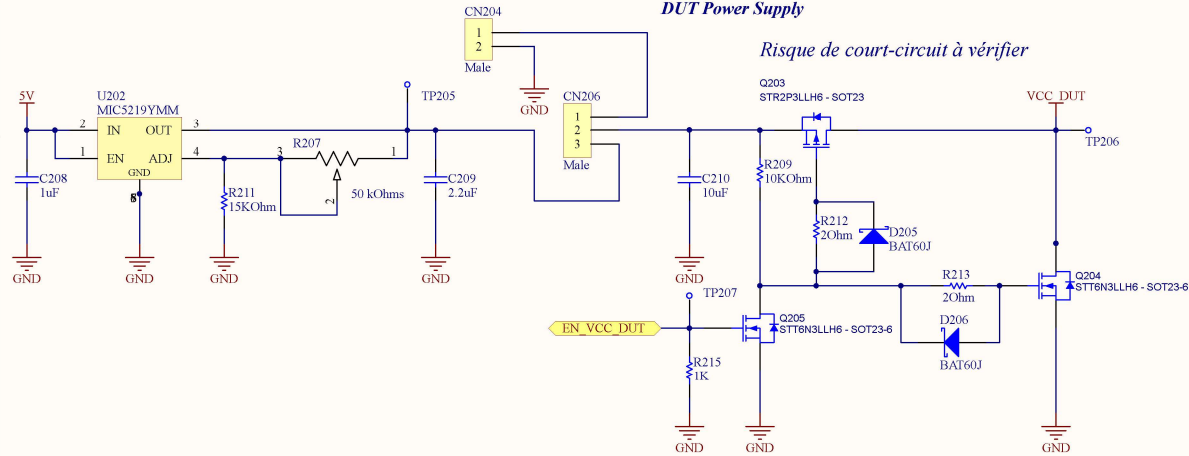 DUT Power Supply
Risque de court-circuit à vérifier
CN204
1
2
Male
GND
5V
U202
MIC5219YMM
2 IN OUT 3
1 EN ADJ 4
GND
C208
1uF
GND
GND
R211
15KOhm
GND
R207
3 1
2
50 kOhms
TP205
C209
2.2uF
GND
CN206
1
2
3
Male
C210
10uF
GND
R209
10KOhm
Q203
STR2P3LLH6 - SOT23
VCC_DUT
TP206
R212
2Ohm
D205
BAT60J
R213
2Ohm
D206
BAT60J
Q204
STT6N3LLH6 - SOT23-6
GND
TP207
EN_VCC_DUT
R215
1K
GND
Q205
STT6N3LLH6 - SOT23-6
GND